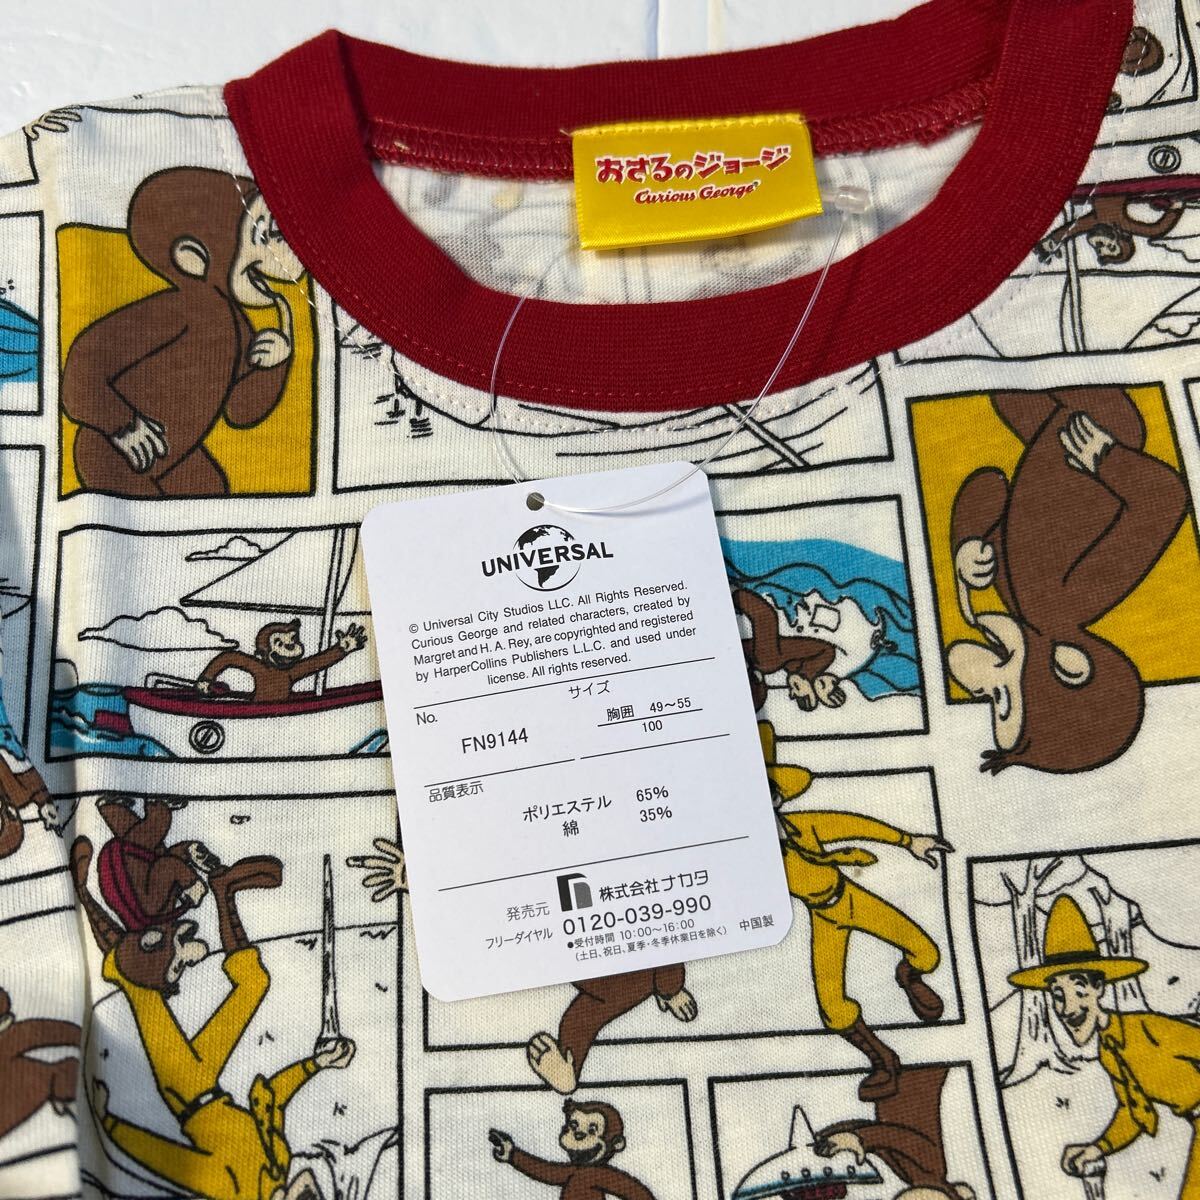 おさるのジョージ
Curious George®
UNIVERSAL
© Universal City Studios LLC. All Rights Reserved.
Curious George and related characters, created by
Margret and H. A. Rey, are copyrighted and registered
by HarperCollins Publishers L.L.C. and used under
license. All rights reserved.
No.
サイズ
FN9144
胸囲 49～55
100
品質表示
ポリエステル 65%
綿 35%
発売元 株式会社ナカタ
フリーダイヤル 0120-039-990
●受付時間 10:00～16:00
(土日、祝日、夏季・冬季休業日を除く)
中国製